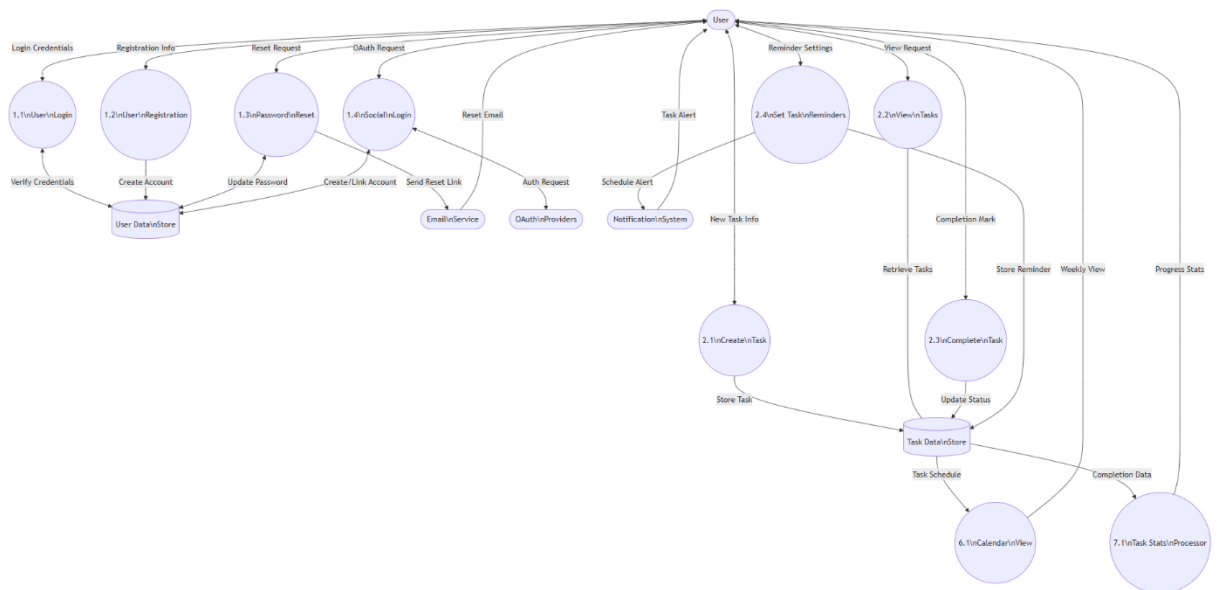 User
Login Credentials
Registration Info
Reset Request
OAuth Request
Reminder Settings
View Request
1.1\nUser\nLogin
1.2\nUser\nRegistration
1.3\nPassword\nReset
1.4\nSocial\nLogin
Reset Email
Task Alert
2.4\nSet Task\nReminders
2.2\nView\nTasks
Verify Credentials
Create Account
Update Password
Create/Link Account
Send Reset Link
Auth Request
Schedule Alert
User Data\nStore
Email\nService
OAuth\nProviders
Notification\nSystem
New Task Info
Completion Mark
Retrieve Tasks
Store Reminder
Weekly View
Progress Stats
2.1\nCreate\nTask
2.3\nComplete\nTask
Store Task
Update Status
Task Data\nStore
Task Schedule
Completion Data
6.1\nCalendar\nView
7.1\nTask Stats\nProcessor